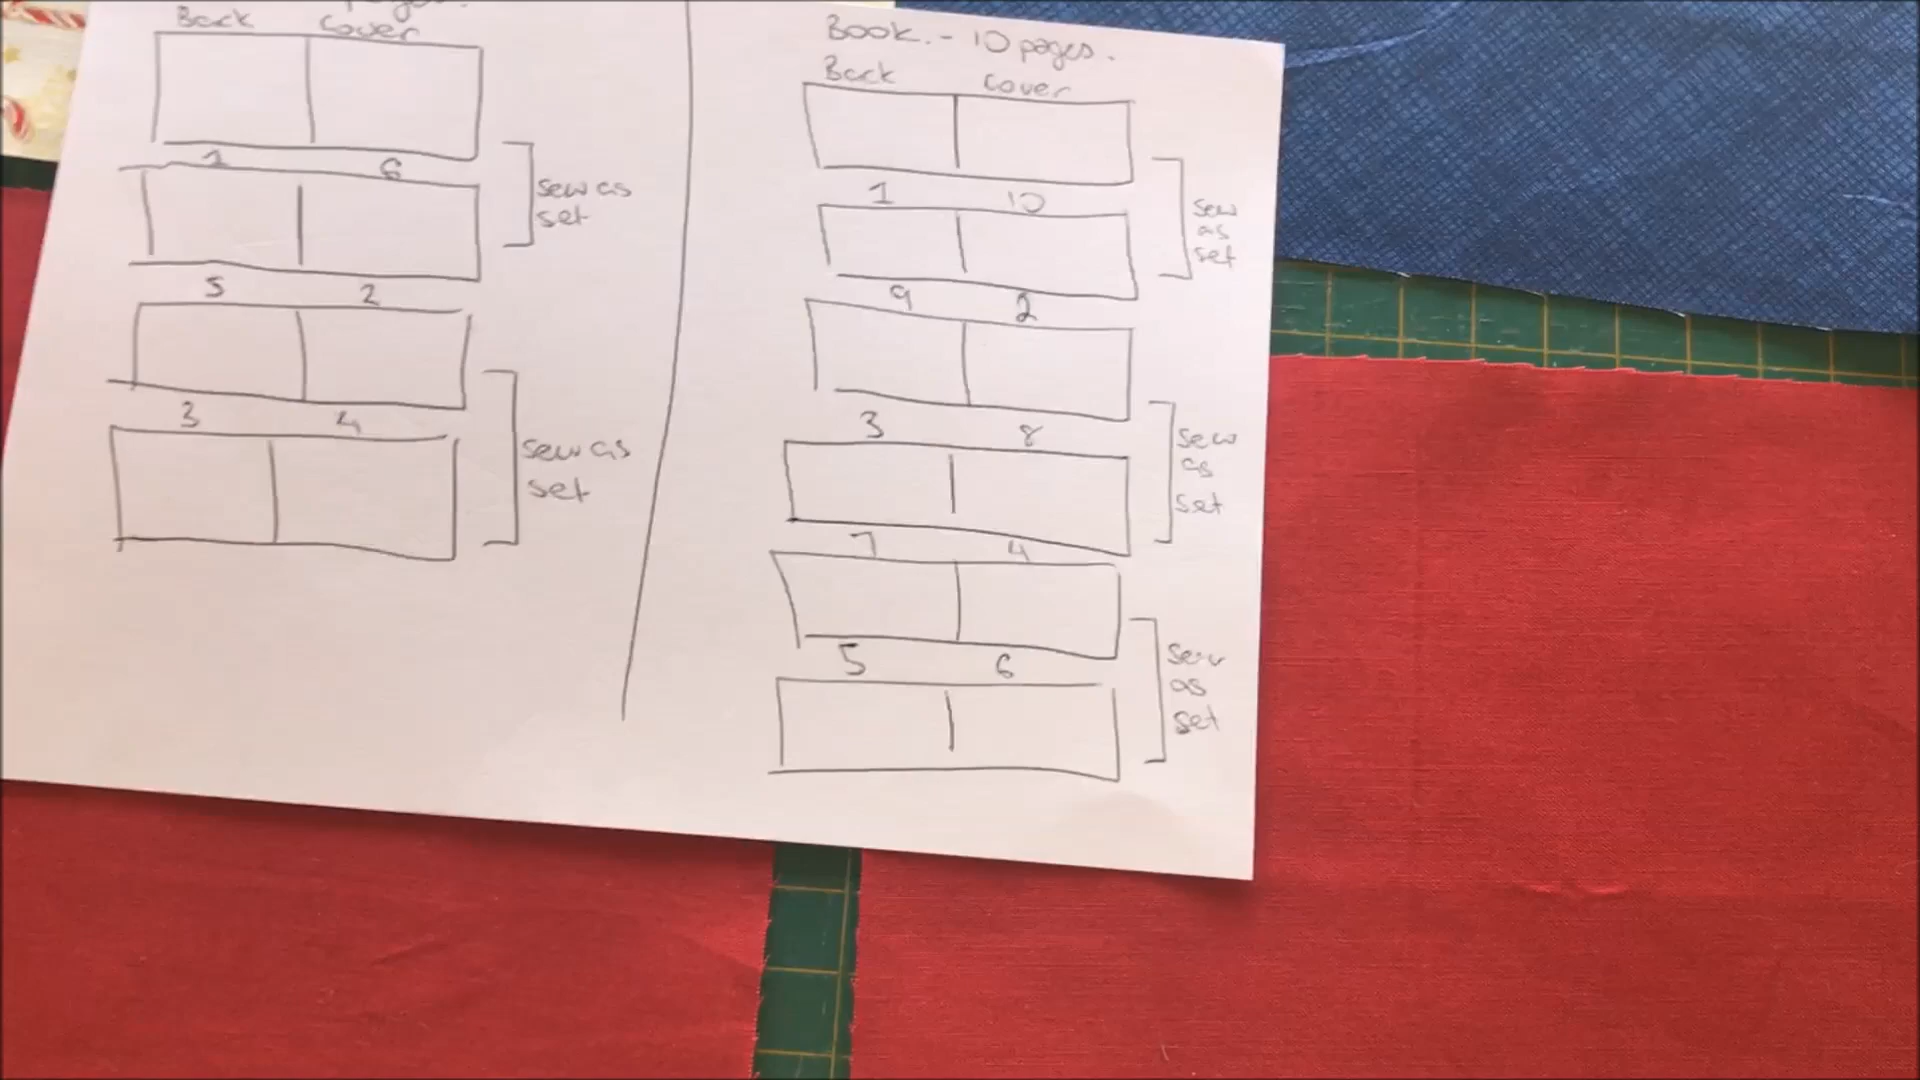 Back cover
1 6
sew as
set
5 2
3 4
sew as
set
Book. - 10 pages.
Back cover
1 10
sew
as
set
9 2
3 8
sew
as
set
7 4
5 6
sew
as
set